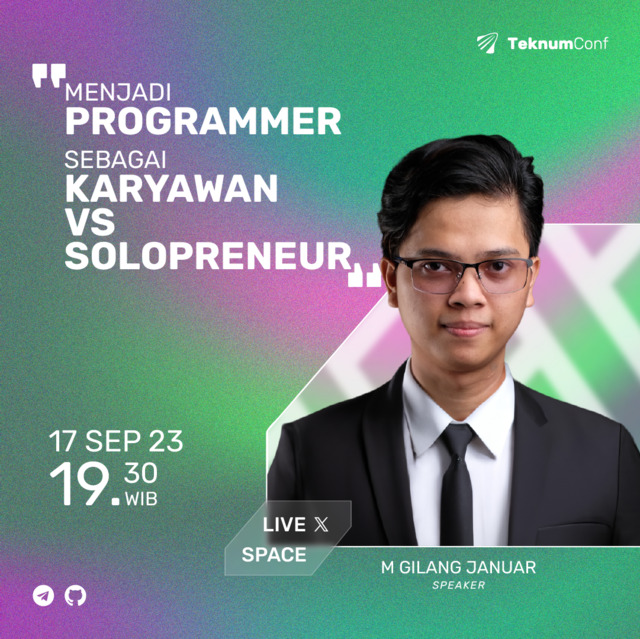 TeknumConf
"MENJADI
PROGRAMMER
SEBAGAI
KARYAWAN
VS
SOLOPRENEUR"
17 SEP 23
19.30
WIB
LIVE X
SPACE
M GILANG JANUAR
SPEAKER